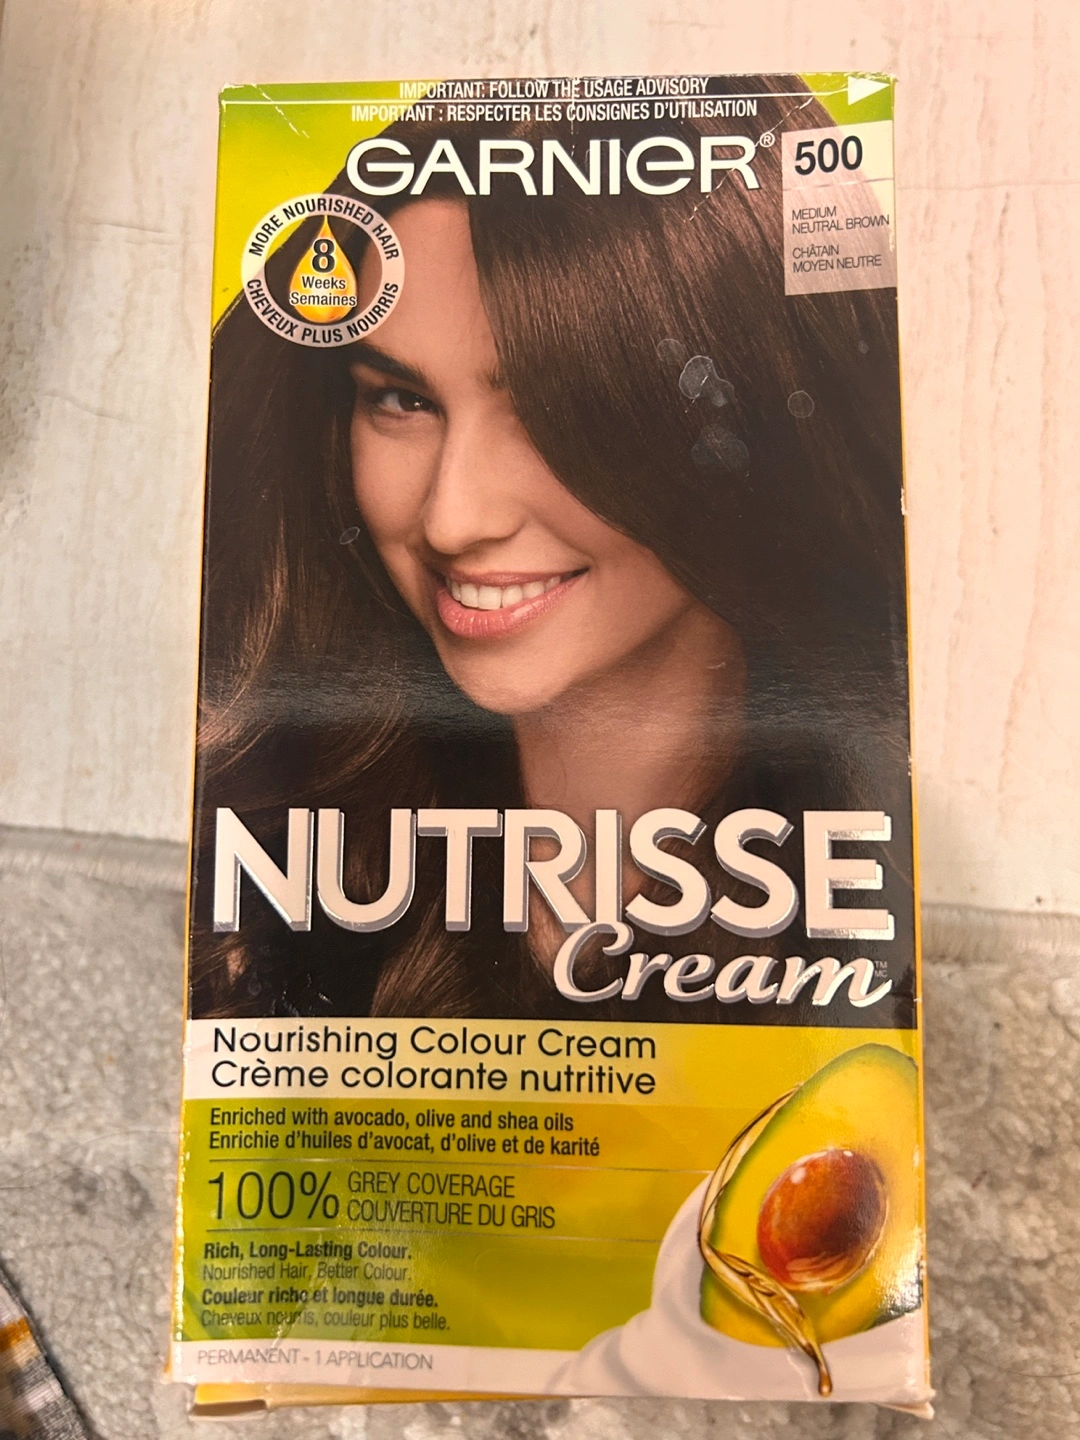 IMPORTANT: FOLLOW THE USAGE ADVISORY
IMPORTANT : RESPECTER LES CONSIGNES D'UTILISATION
GARNIER®
500
MEDIUM
NEUTRAL BROWN
CHÂTAIN
MOYEN NEUTRE
MORE NOURISHED HAIR
8
Weeks
Semaines
CHEVEUX PLUS NOURRIS
NUTRISSE
Cream
TM
MC
Nourishing Colour Cream
Crème colorante nutritive
Enriched with avocado, olive and shea oils
Enrichie d'huiles d'avocat, d'olive et de karité
100% GREY COVERAGE
COUVERTURE DU GRIS
Rich, Long-Lasting Colour.
Nourished Hair, Better Colour.
Couleur riche et longue durée.
Cheveux nourris, couleur plus belle.
PERMANENT - 1 APPLICATION